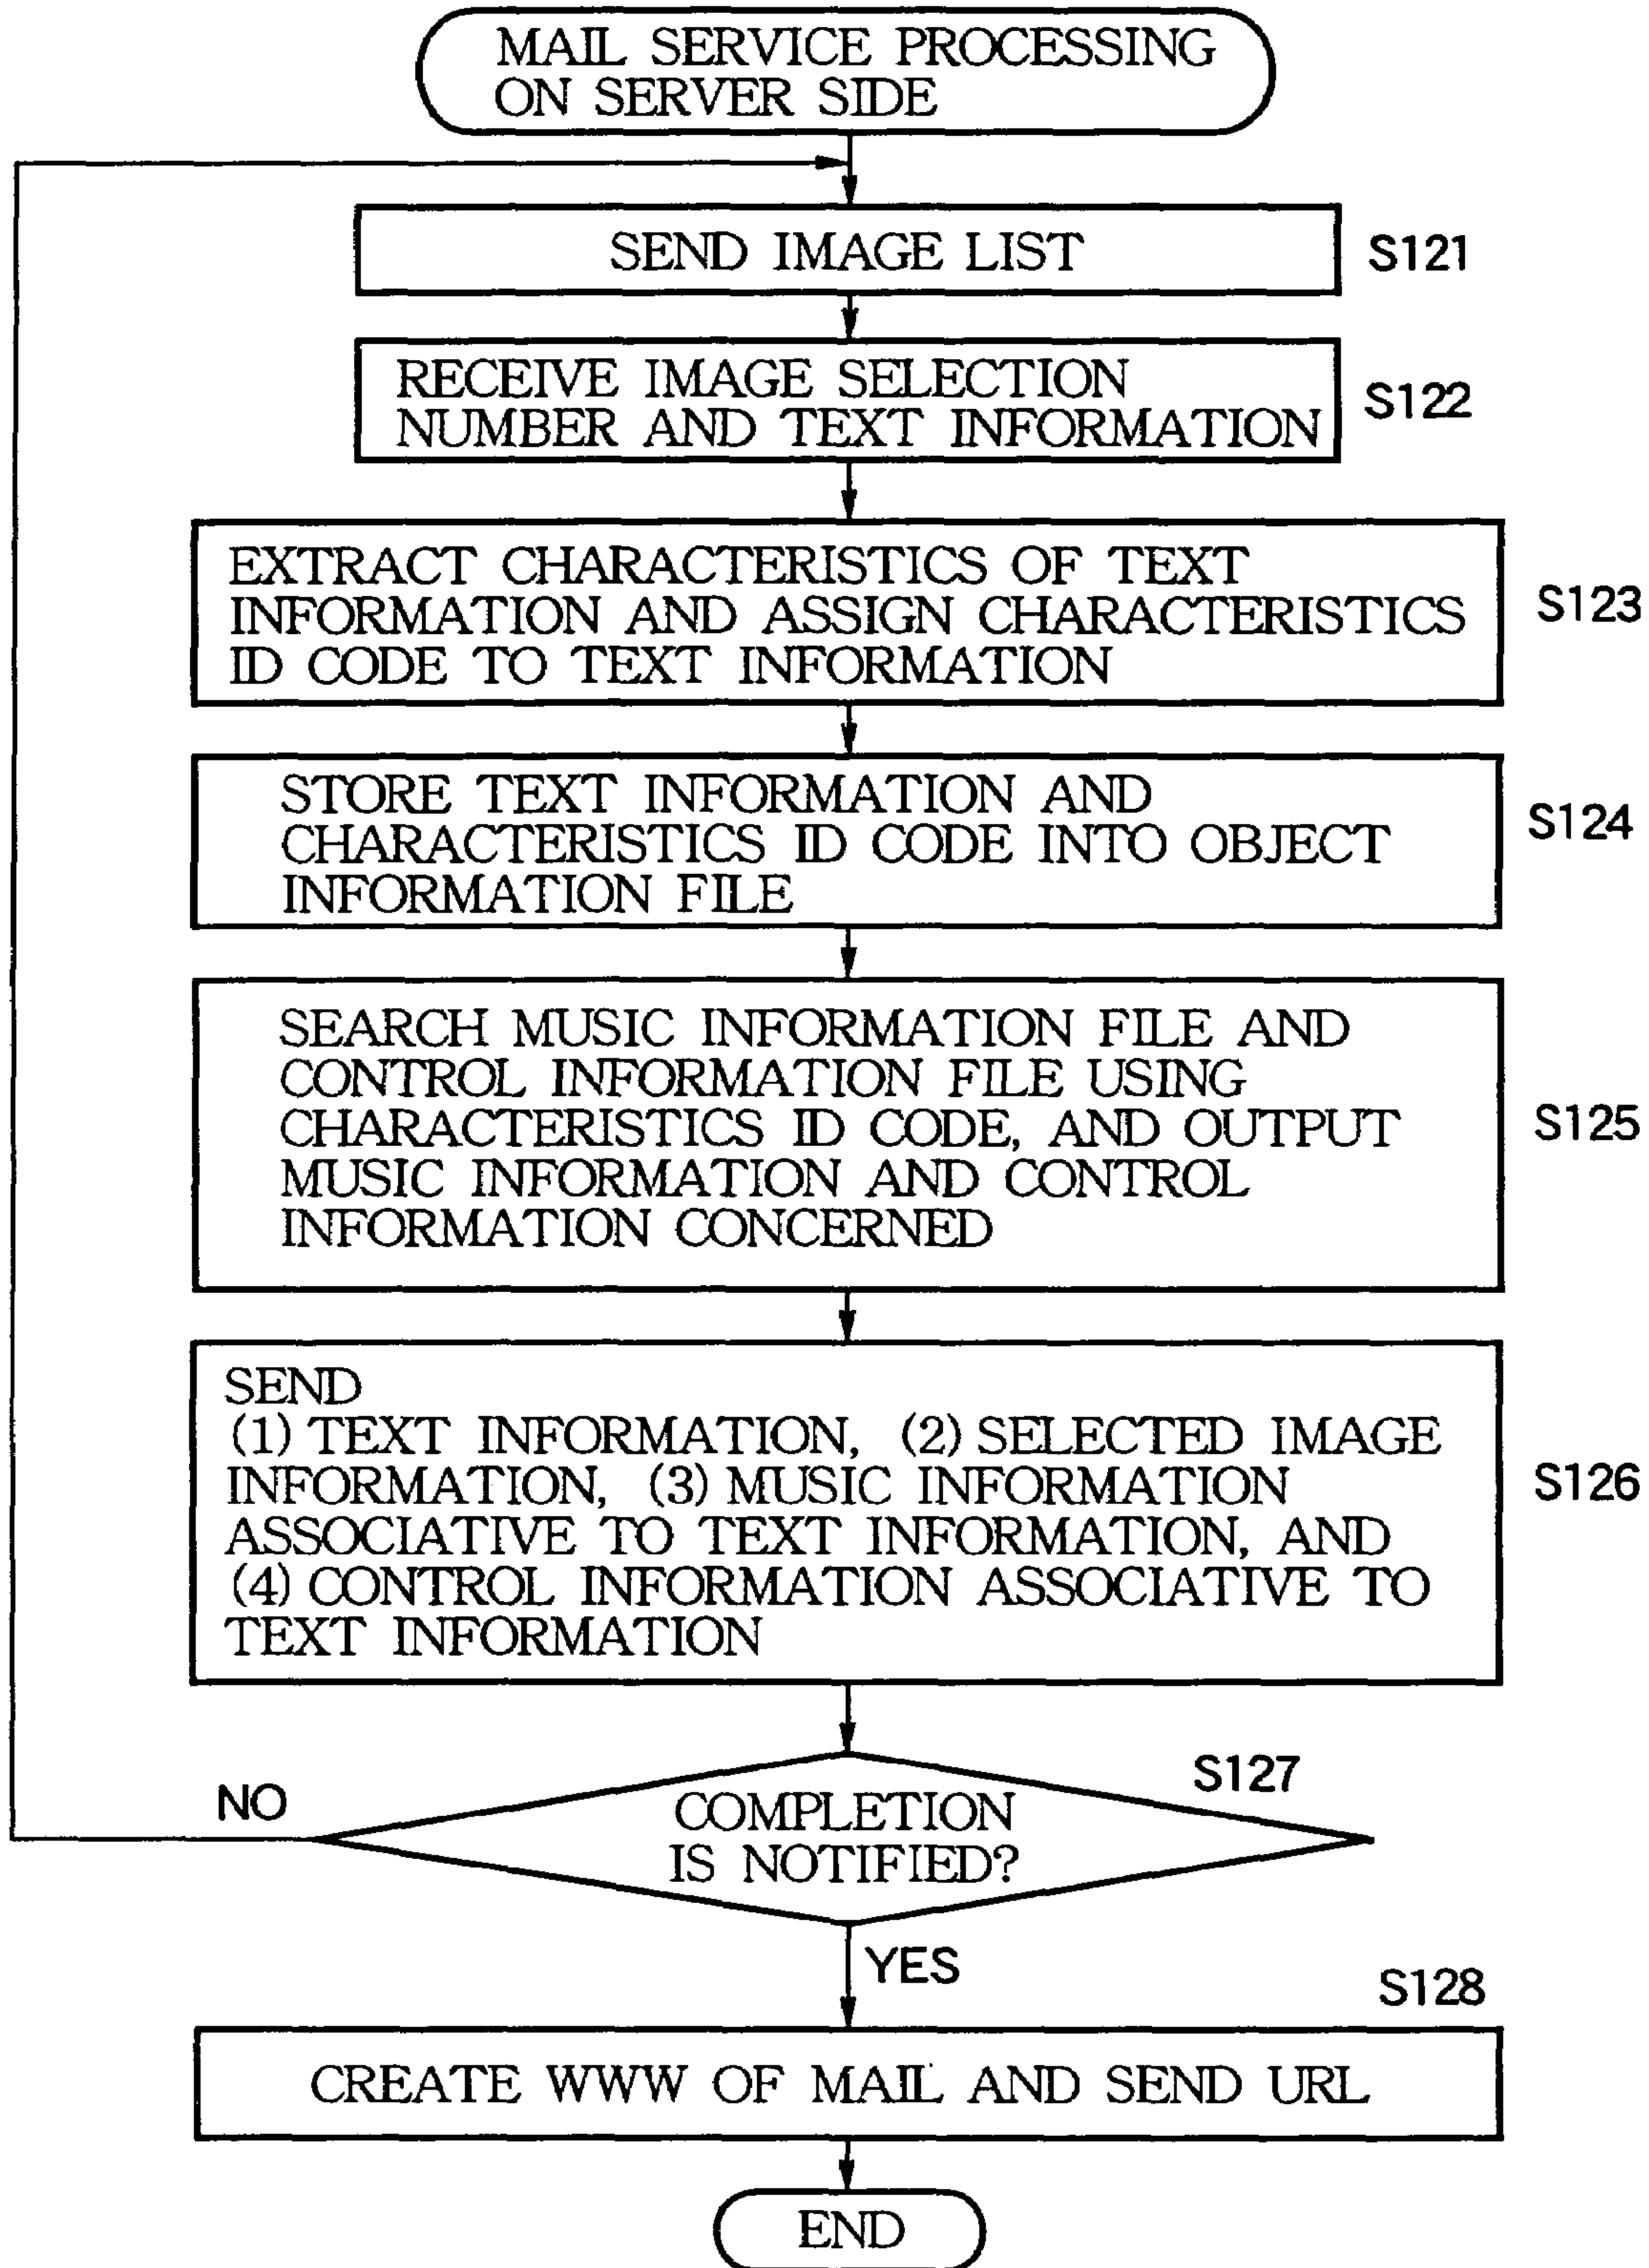 MAIL SERVICE PROCESSING
ON SERVER SIDE
SEND IMAGE LIST
S121
RECEIVE IMAGE SELECTION
NUMBER AND TEXT INFORMATION
S122
EXTRACT CHARACTERISTICS OF TEXT
INFORMATION AND ASSIGN CHARACTERISTICS
ID CODE TO TEXT INFORMATION
S123
STORE TEXT INFORMATION AND
CHARACTERISTICS ID CODE INTO OBJECT
INFORMATION FILE
S124
SEARCH MUSIC INFORMATION FILE AND
CONTROL INFORMATION FILE USING
CHARACTERISTICS ID CODE, AND OUTPUT
MUSIC INFORMATION AND CONTROL
INFORMATION CONCERNED
S125
SEND
(1) TEXT INFORMATION, (2) SELECTED IMAGE
INFORMATION, (3) MUSIC INFORMATION
ASSOCIATIVE TO TEXT INFORMATION, AND
(4) CONTROL INFORMATION ASSOCIATIVE TO
TEXT INFORMATION
S126
S127
NO
COMPLETION
IS NOTIFIED?
YES
S128
CREATE WWW OF MAIL AND SEND URL
END